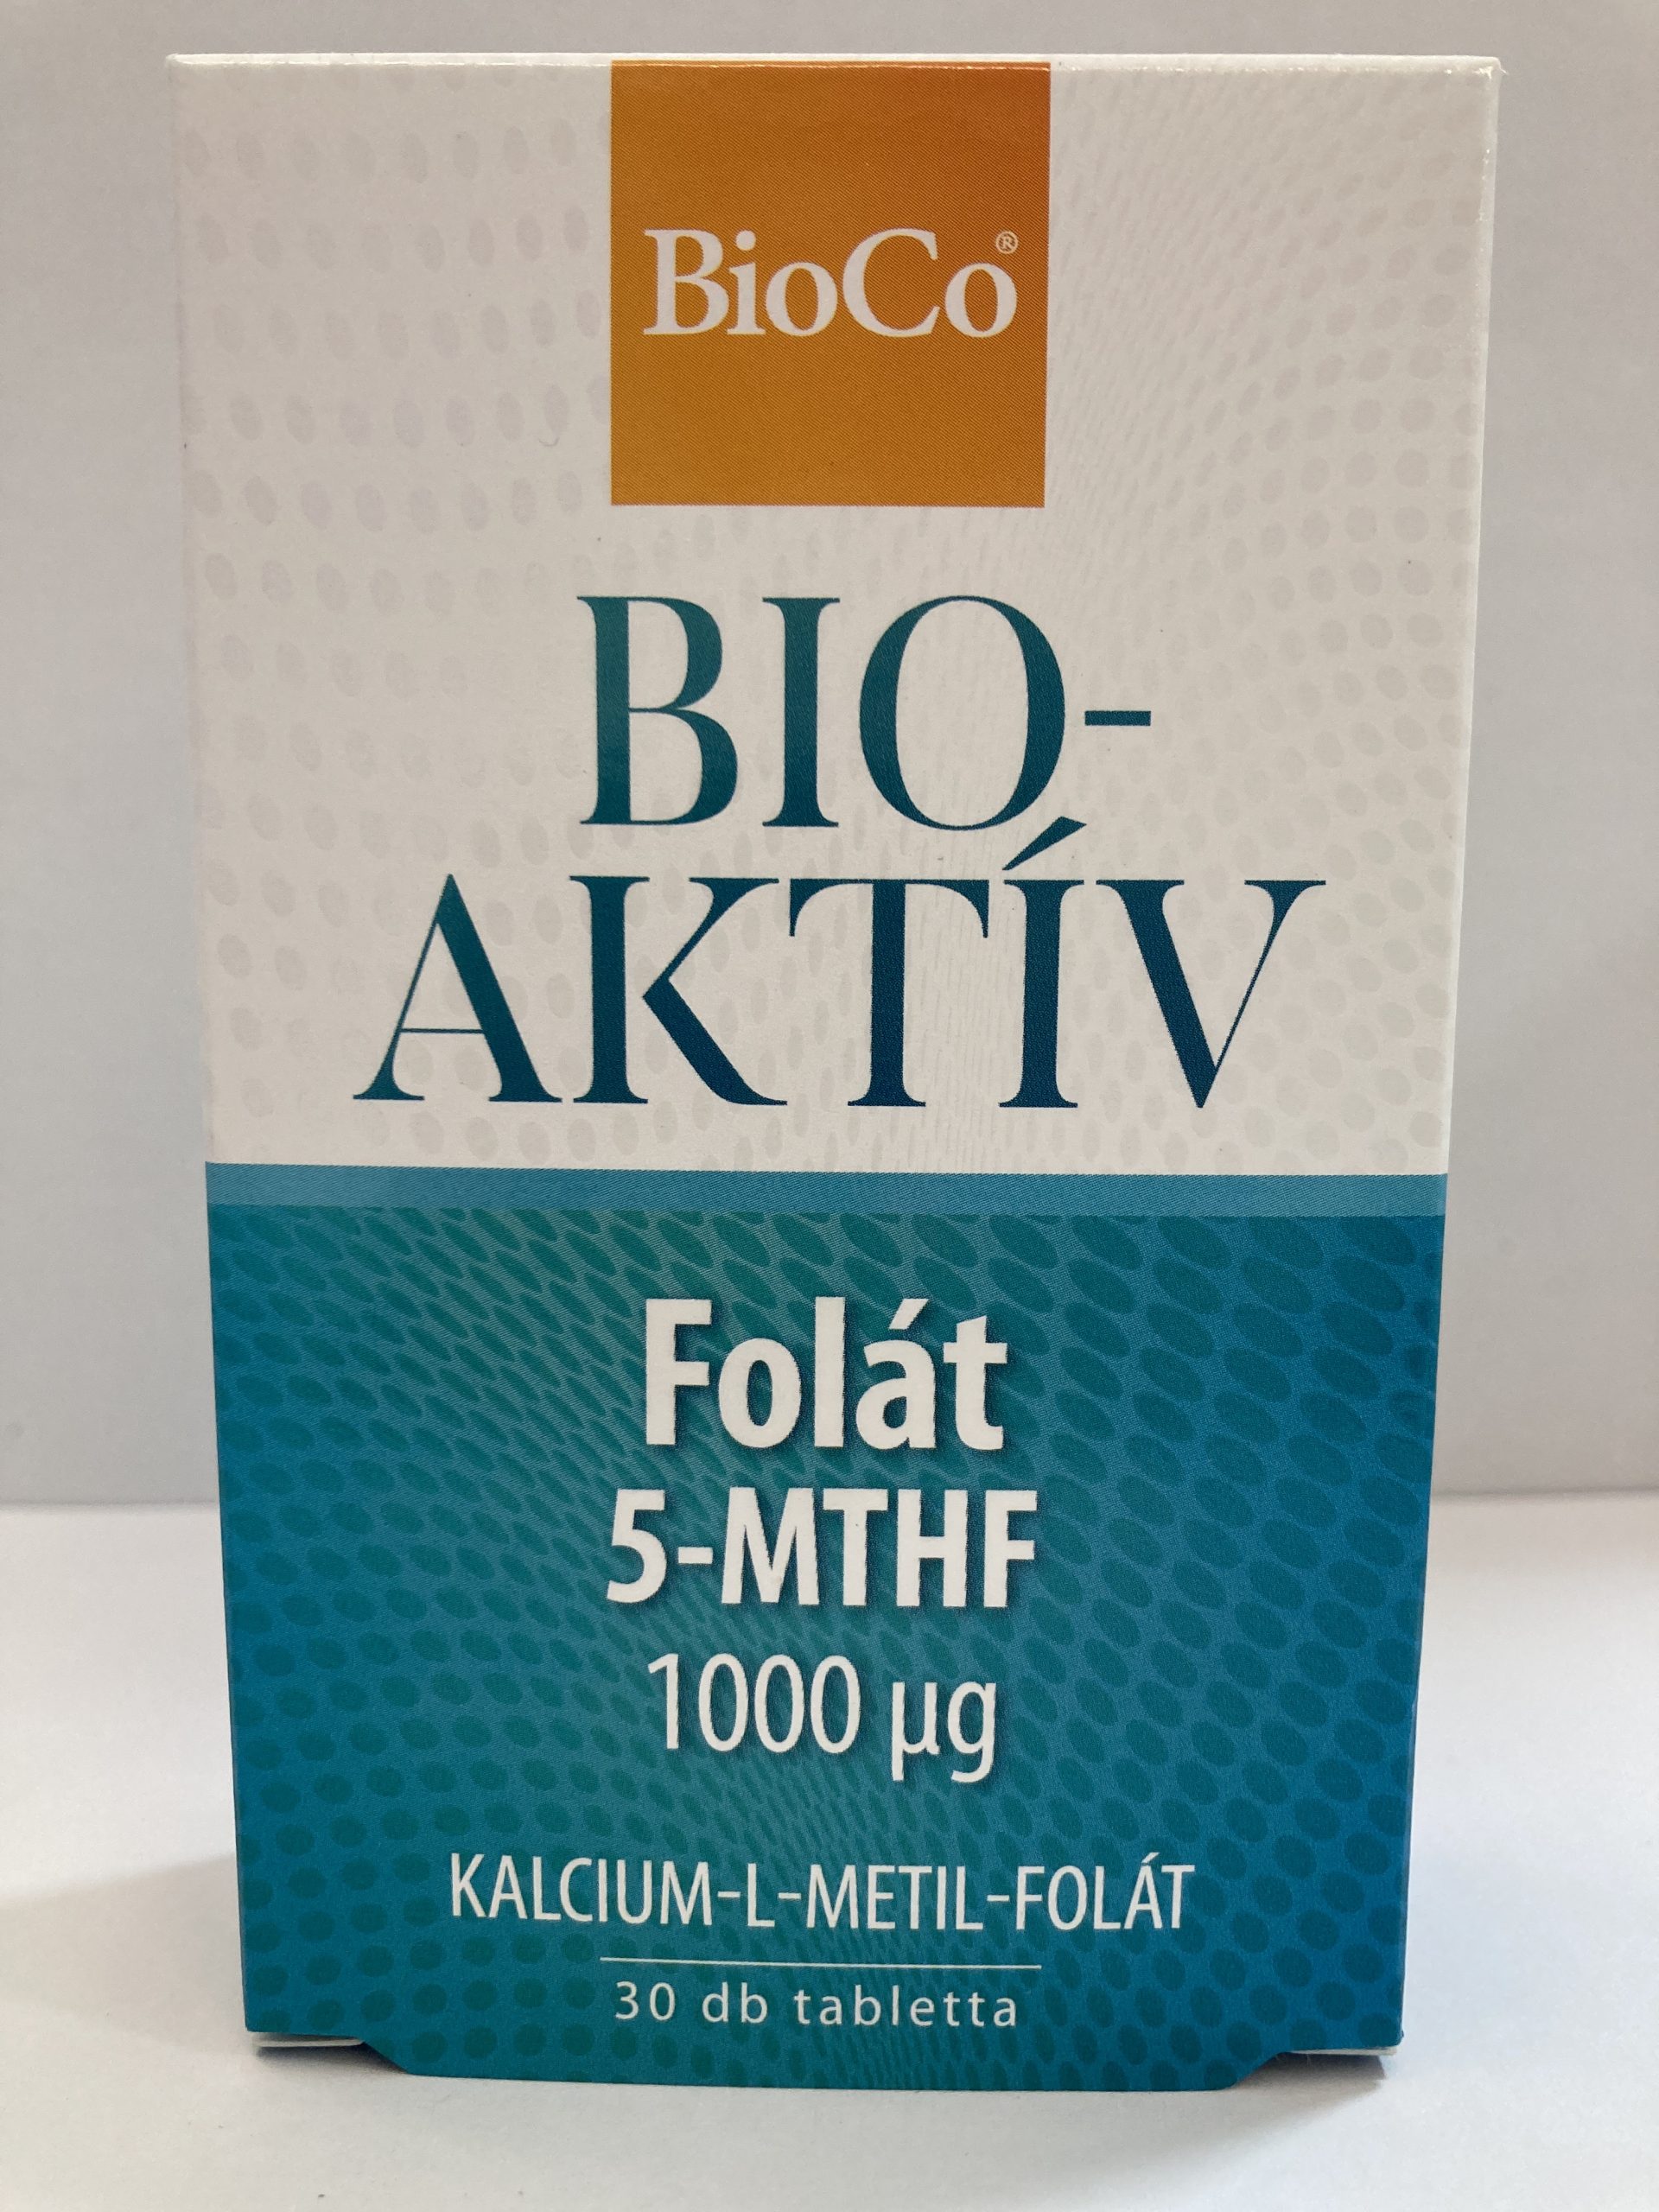 BioCo®
BIO-
AKTÍV
Folát
5-MTHF
1000 µg
KALCIUM-L-METIL-FOLÁT
30 db tabletta